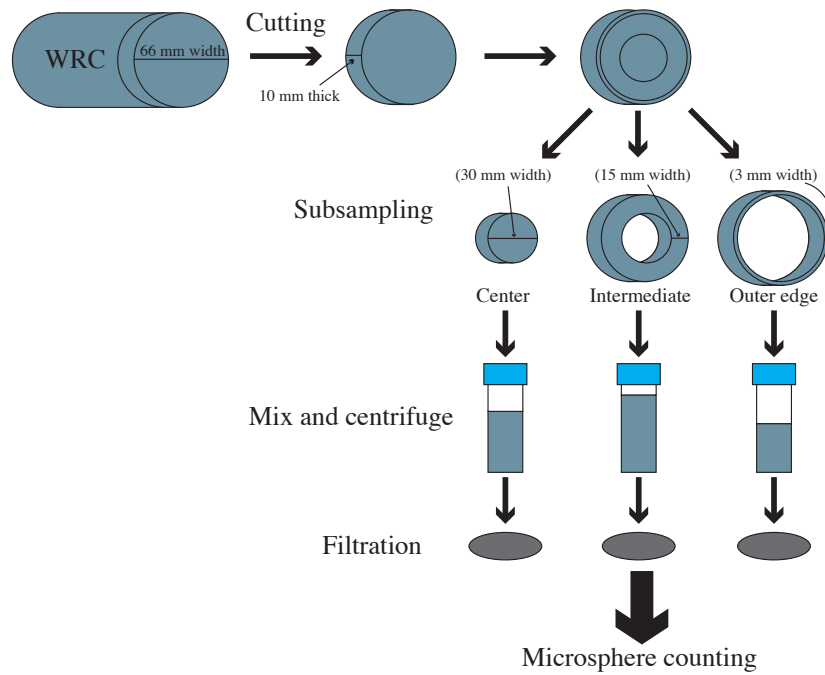 Cutting
WRC
66 mm width
10 mm thick
Subsampling
(30 mm width)
(15 mm width)
(3 mm width)
Center
Intermediate
Outer edge
Mix and centrifuge
Filtration
Microsphere counting